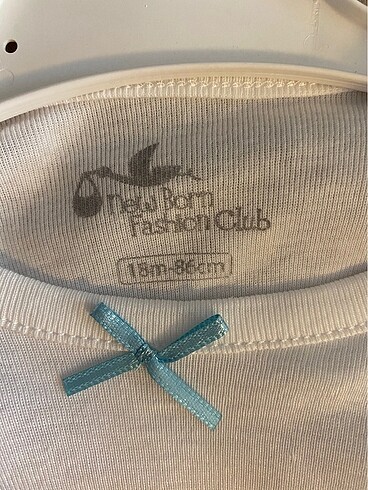 New Born
Fashion Club
18m-86cm